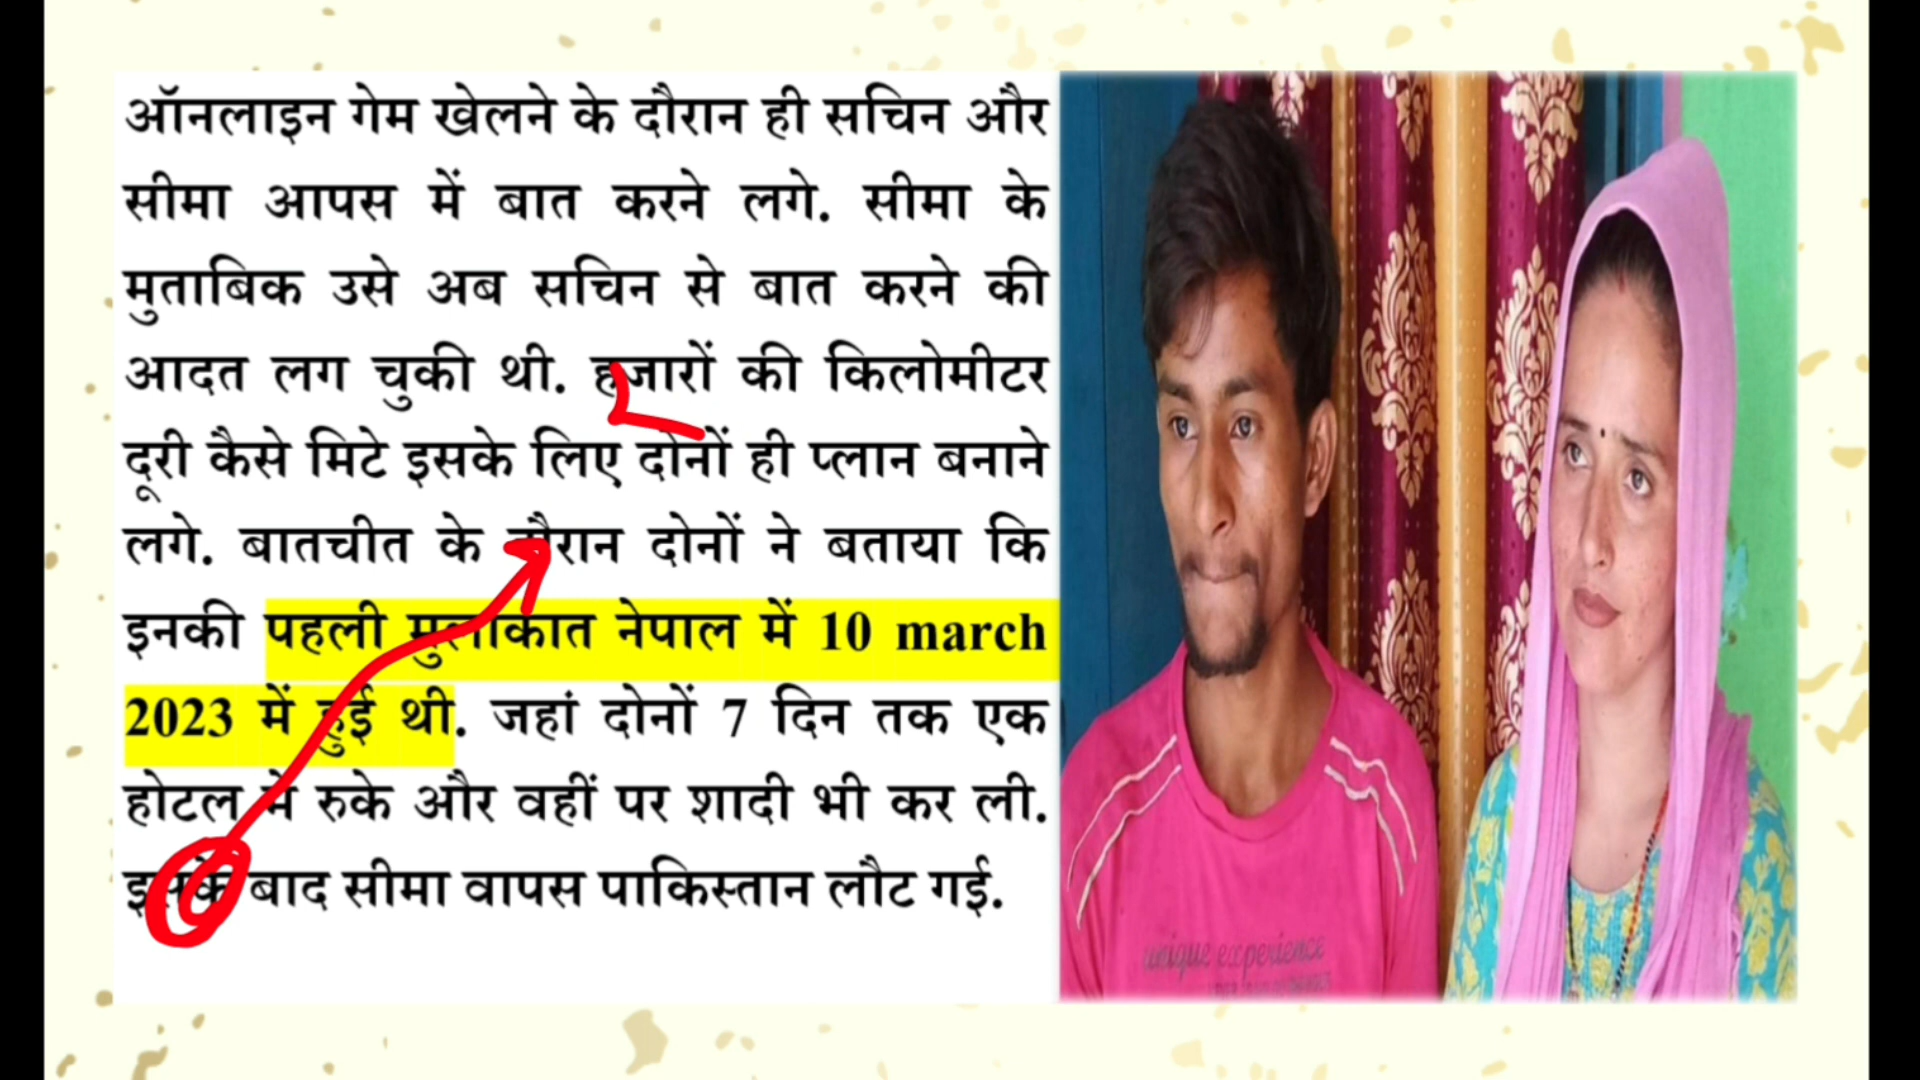 ऑनलाइन गेम खेलने के दौरान ही सचिन और
सीमा आपस में बात करने लगे. सीमा के
मुताबिक उसे अब सचिन से बात करने की
आदत लग चुकी थी. हजारों की किलोमीटर
दूरी कैसे मिटे इसके लिए दोनों ही प्लान बनाने
लगे. बातचीत के दौरान दोनों ने बताया कि
इनकी पहली मुलाकात नेपाल में 10 march
2023 में हुई थी. जहां दोनों 7 दिन तक एक
होटल में रुके और वहीं पर शादी भी कर ली.
इसके बाद सीमा वापस पाकिस्तान लौट गई.
unique experience